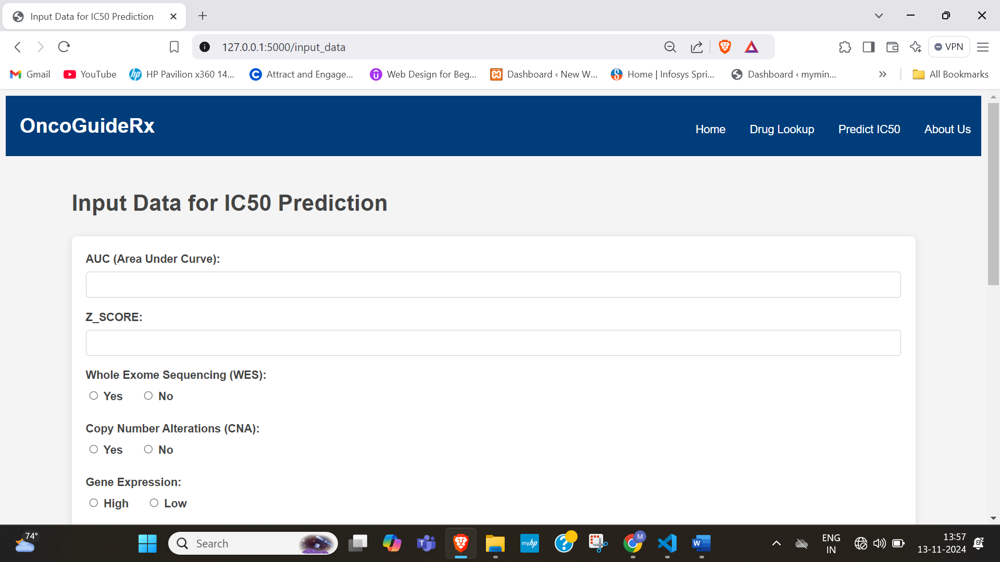 Input Data for IC50 Prediction
127.0.0.1:5000/input_data
VPN
Gmail YouTube HP Pavilion x360 14... Attract and Engage... Web Design for Beg... Dashboard ‹ New W... Home | Infosys Spri... Dashboard ‹ mymin... All Bookmarks
OncoGuideRx
Home Drug Lookup Predict IC50 About Us
Input Data for IC50 Prediction
AUC (Area Under Curve):
Z_SCORE:
Whole Exome Sequencing (WES):
Yes No
Copy Number Alterations (CNA):
Yes No
Gene Expression:
High Low
74°
Search
myhp
M
ENG
IN
13:57
13-11-2024